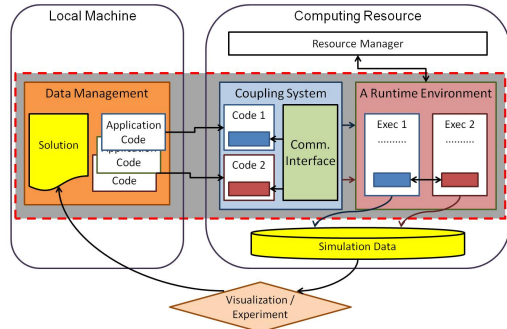 Local Machine
Computing Resource
Resource Manager
Data Management
Coupling System
A Runtime Environment
Solution
Application
Code
Code
Code
Code 1
Code 2
Comm.
Interface
Exec 1
.........
Exec 2
.........
Simulation Data
Visualization /
Experiment